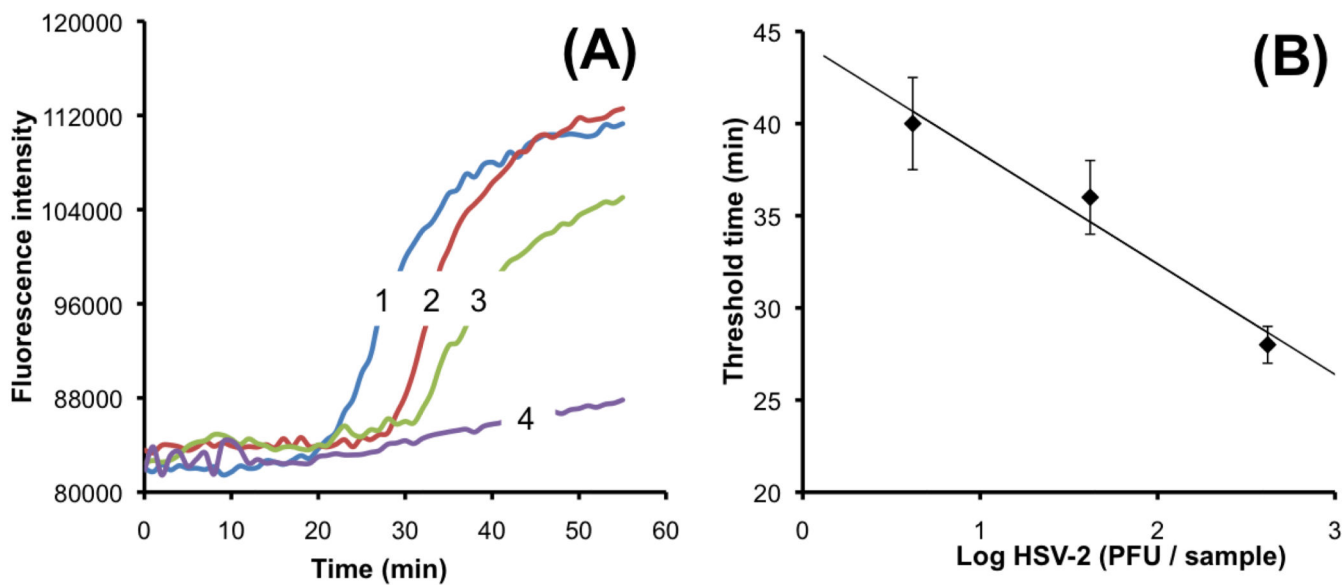 (A)
120000
112000
104000
96000
88000
80000
Fluorescence intensity
1
2
3
4
0 10 20 30 40 50 60
Time (min)
(B)
45
40
35
30
25
20
Threshold time (min)
0 1 2 3
Log HSV-2 (PFU / sample)